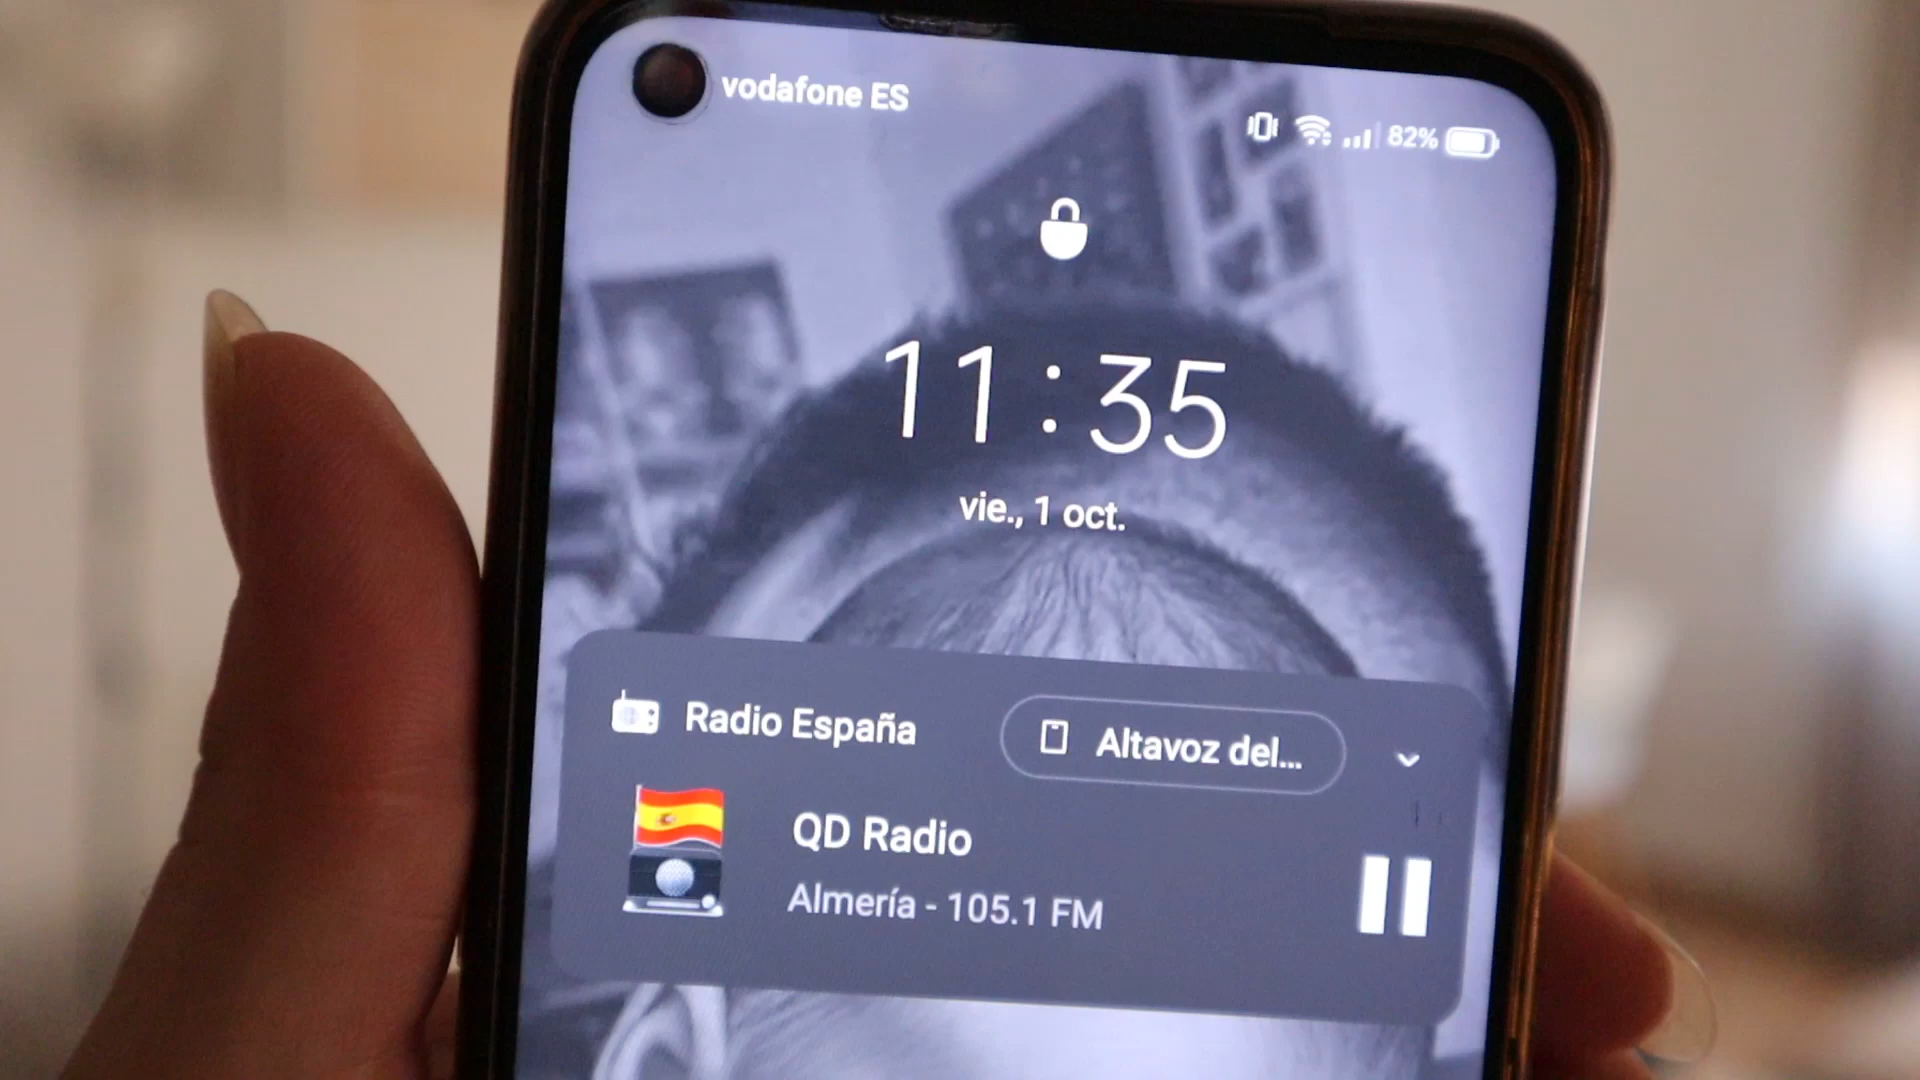 vodafone ES
82%
11:35
vie., 1 oct.
Radio España
Altavoz del...
QD Radio
Almería - 105.1 FM